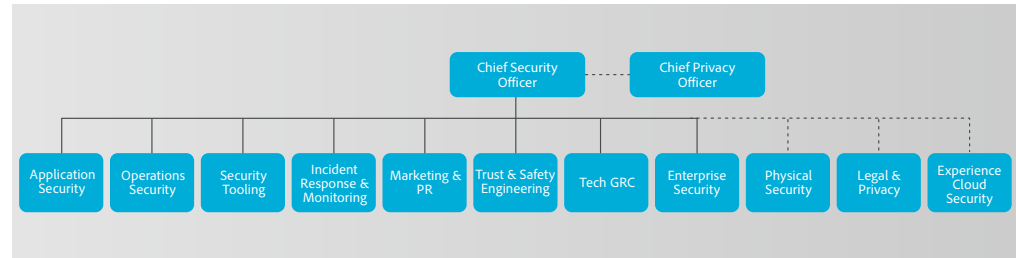 Chief Security
Officer
Chief Privacy
Officer
Application
Security
Operations
Security
Security
Tooling
Incident
Response &
Monitoring
Marketing &
PR
Trust & Safety
Engineering
Tech GRC
Enterprise
Security
Physical
Security
Legal &
Privacy
Experience
Cloud
Security